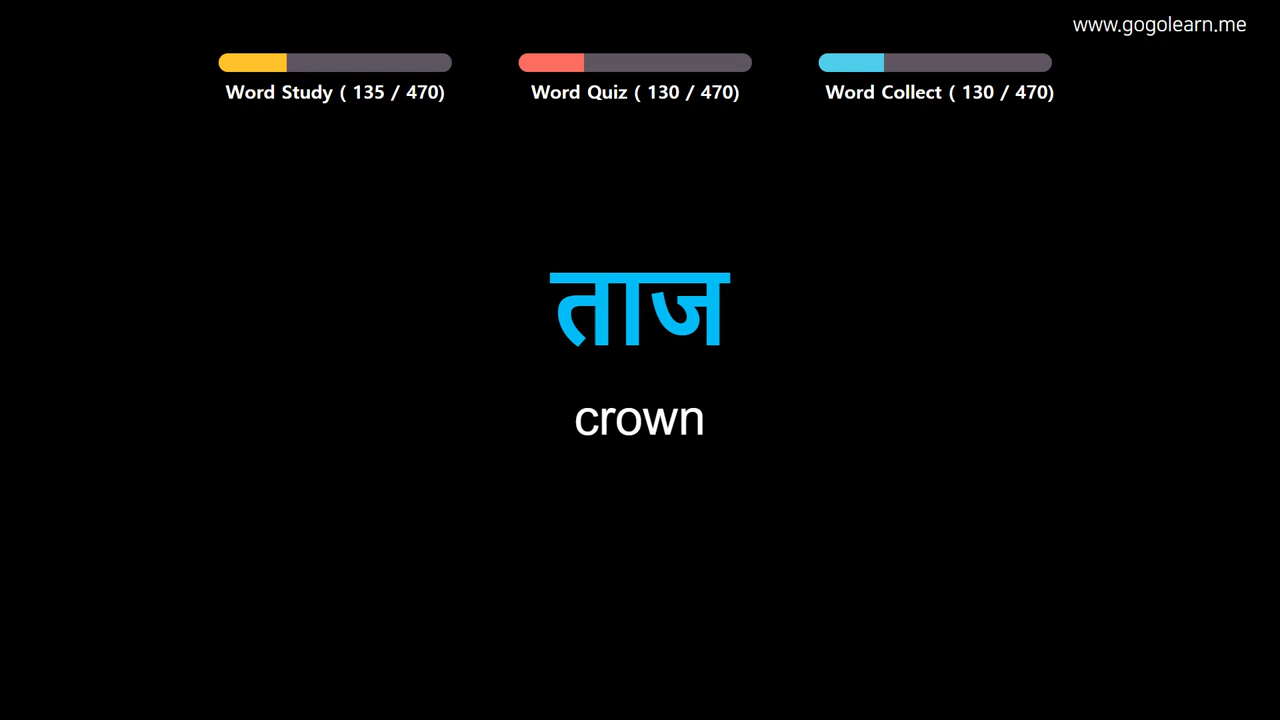 www.gogolearn.me
Word Study ( 135 / 470)
Word Quiz ( 130 / 470)
Word Collect ( 130 / 470)
ताज
crown